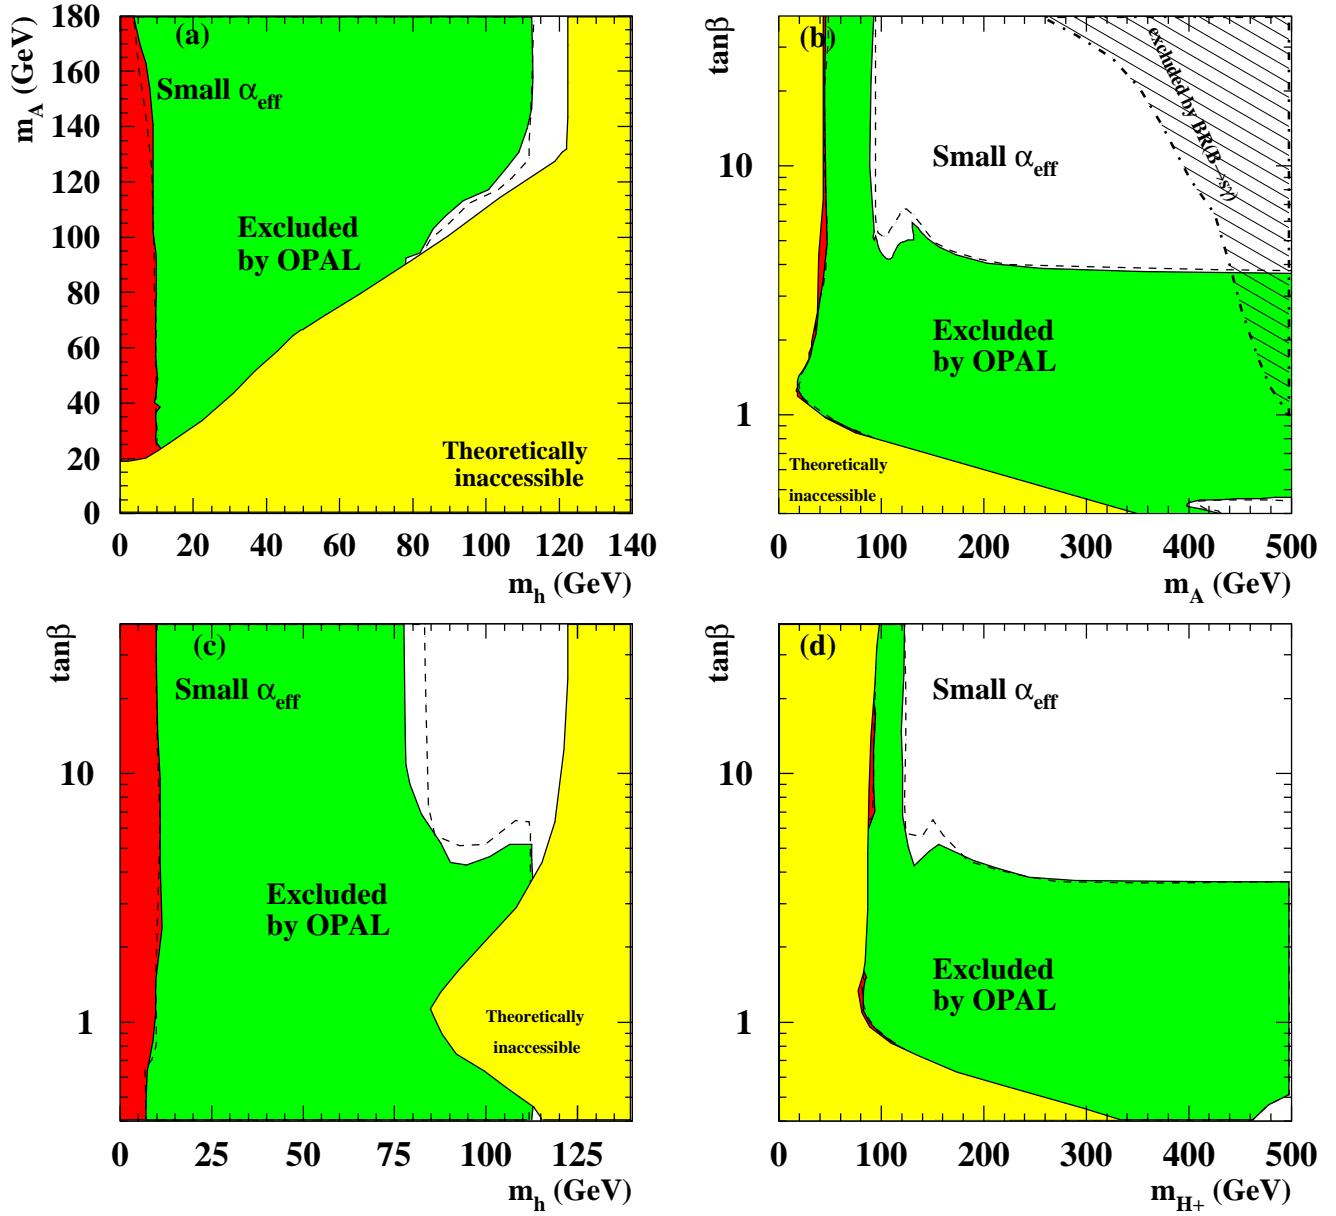 (a)
m_A (GeV)
180
160
140
120
100
80
60
40
20
0
Small α_eff
Excluded
by OPAL
Theoretically
inaccessible
0 20 40 60 80 100 120 140
m_h (GeV)
(b)
tanβ
10
1
excluded by BR(B→sγ)
Small α_eff
Excluded
by OPAL
Theoretically
inaccessible
0 100 200 300 400 500
m_A (GeV)
(c)
tanβ
10
1
Small α_eff
Excluded
by OPAL
Theoretically
inaccessible
0 25 50 75 100 125
m_h (GeV)
(d)
tanβ
10
1
Small α_eff
Excluded
by OPAL
0 100 200 300 400 500
m_H+ (GeV)